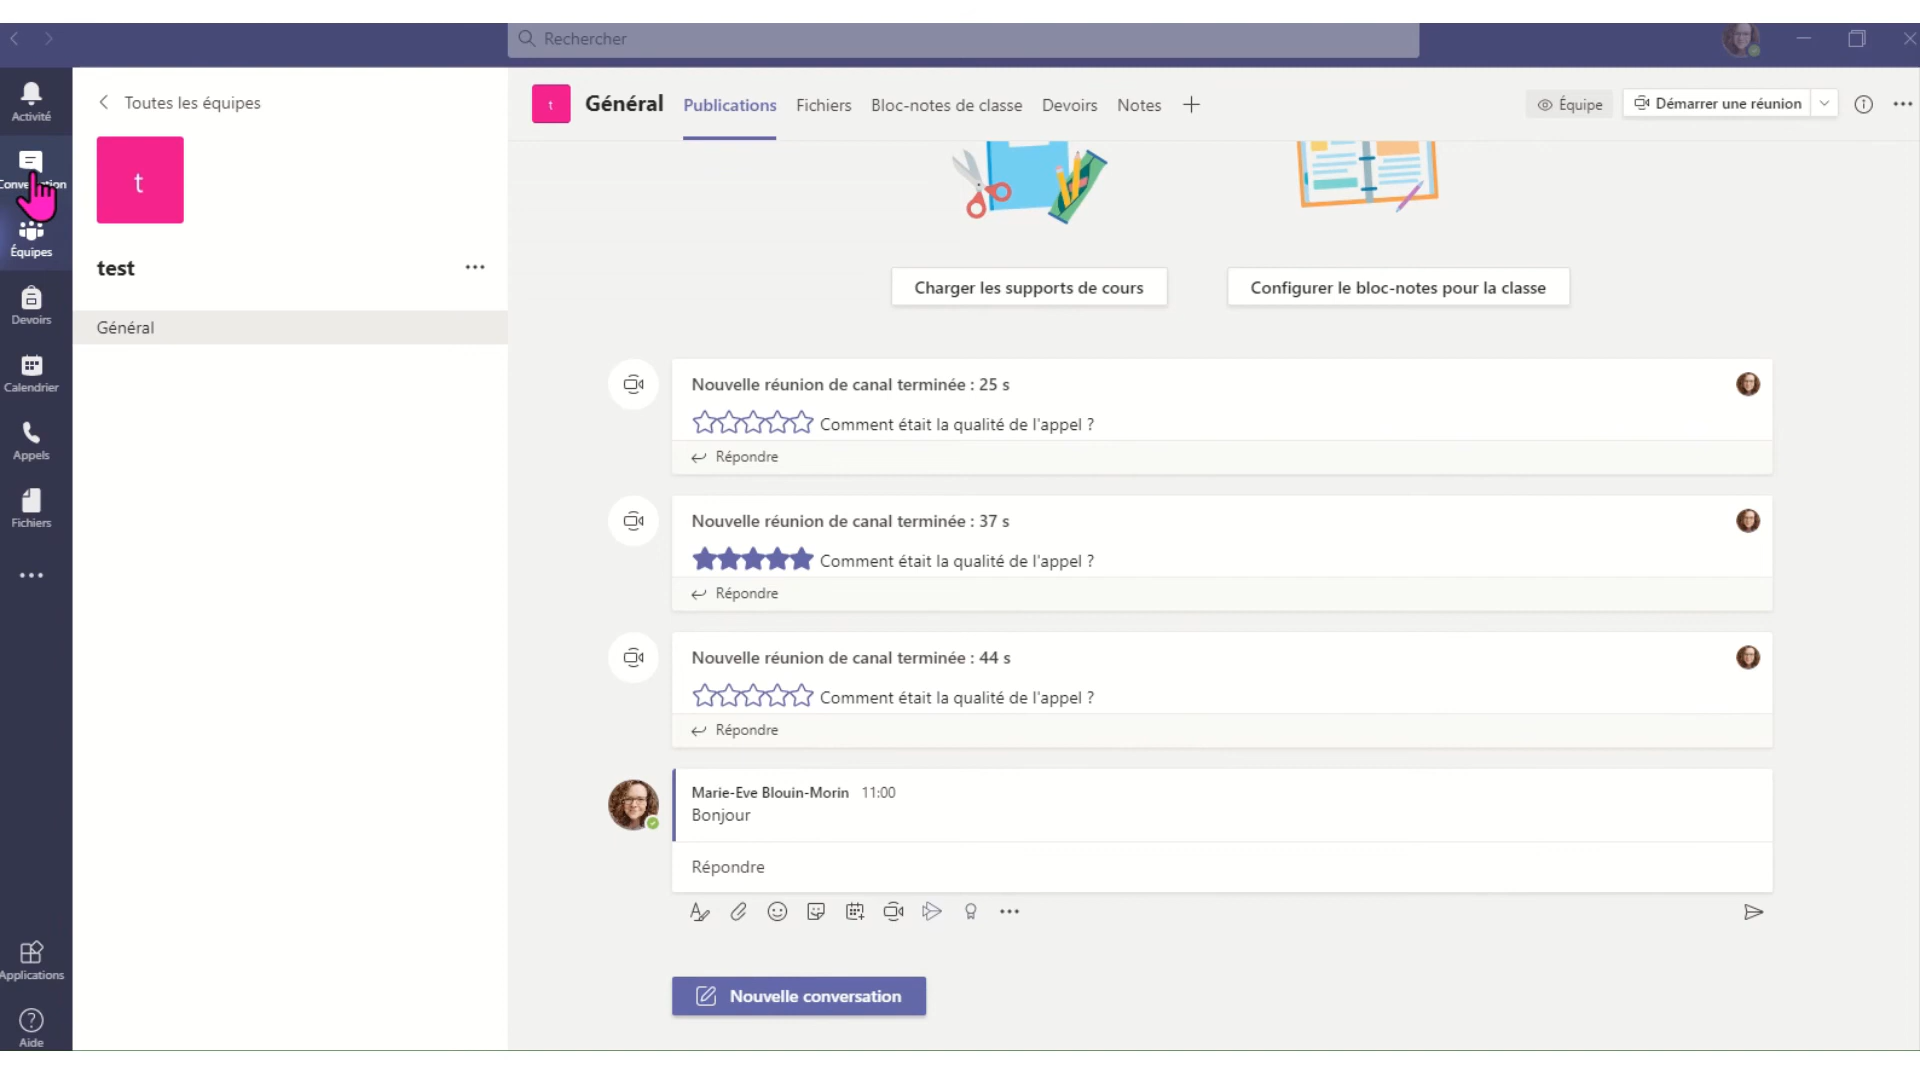 Rechercher
Activité
Équipes
Devoirs
Calendrier
Appels
Fichiers
Applications
Aide
Toutes les équipes
t
test
Général
t
Général
Publications
Fichiers
Bloc-notes de classe
Devoirs
Notes
Équipe
Démarrer une réunion
Charger les supports de cours
Configurer le bloc-notes pour la classe
Nouvelle réunion de canal terminée : 25 s
Comment était la qualité de l'appel ?
Répondre
Nouvelle réunion de canal terminée : 37 s
Comment était la qualité de l'appel ?
Répondre
Nouvelle réunion de canal terminée : 44 s
Comment était la qualité de l'appel ?
Répondre
Marie-Eve Blouin-Morin 11:00
Bonjour
Répondre
Nouvelle conversation